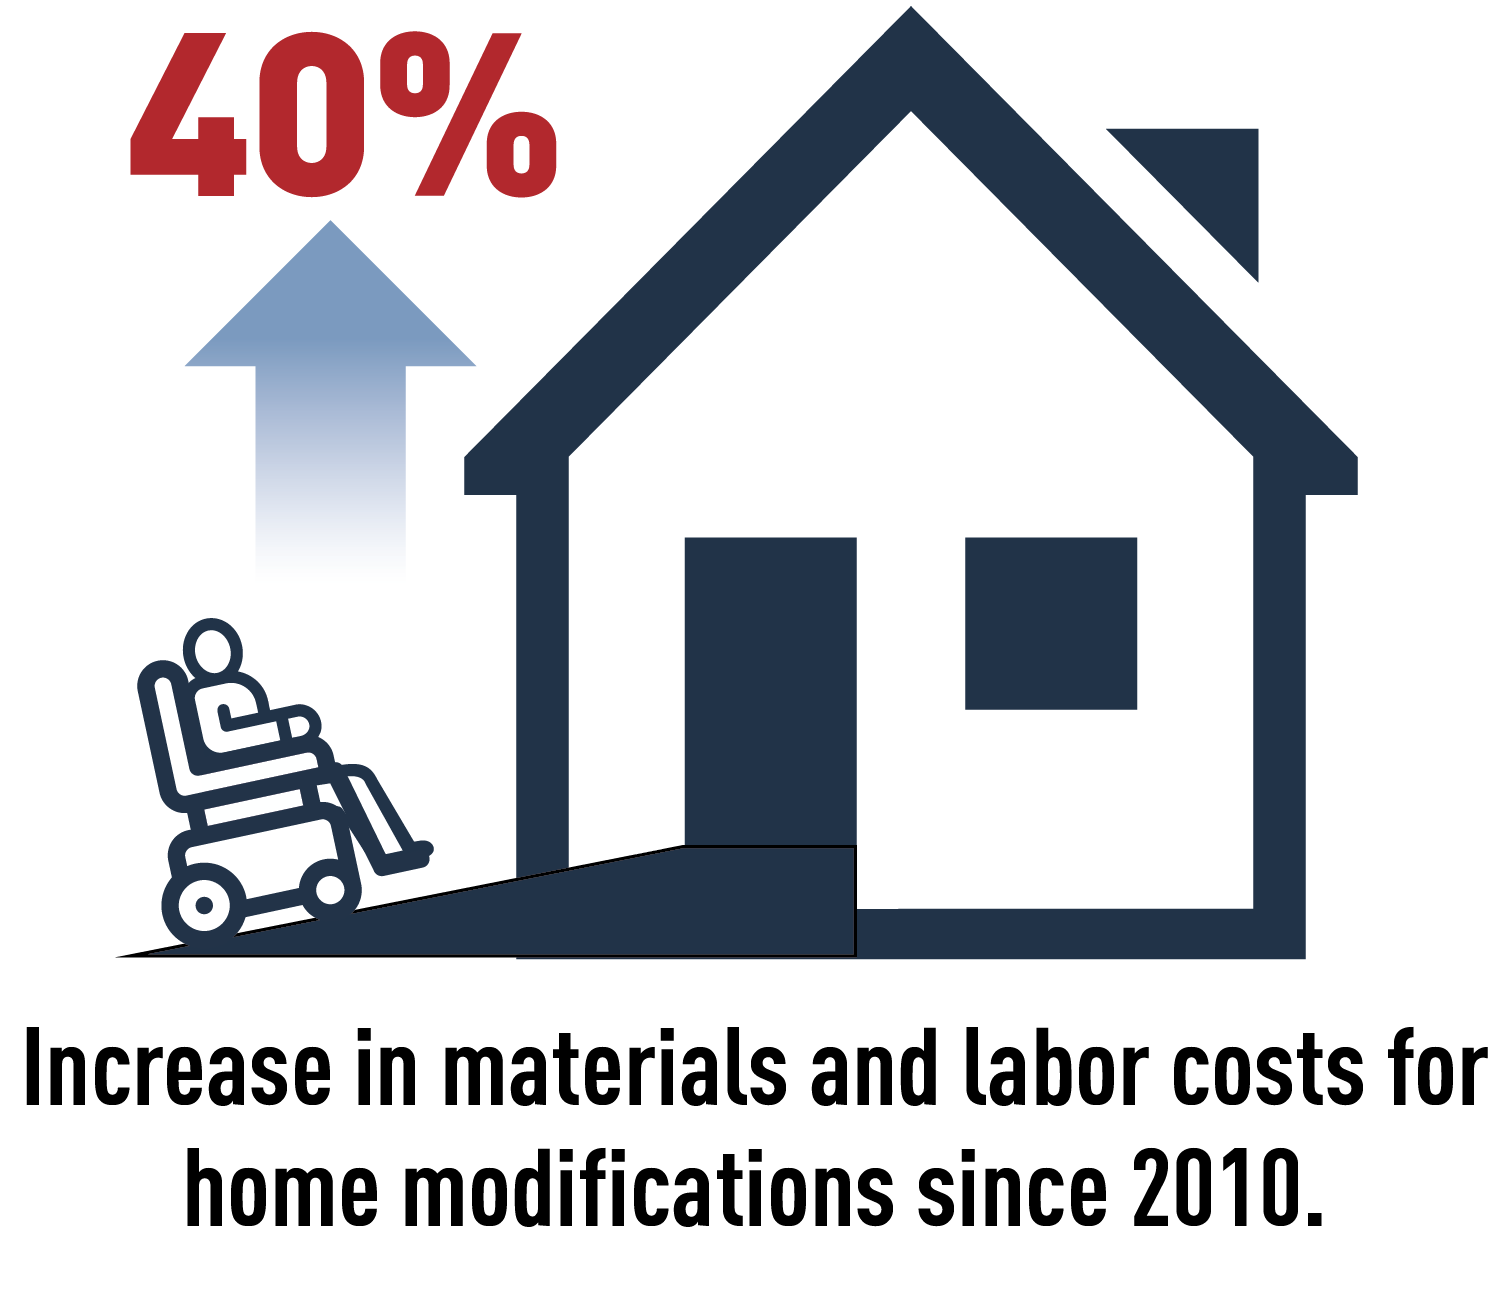 40%
Increase in materials and labor costs for
home modifications since 2010.